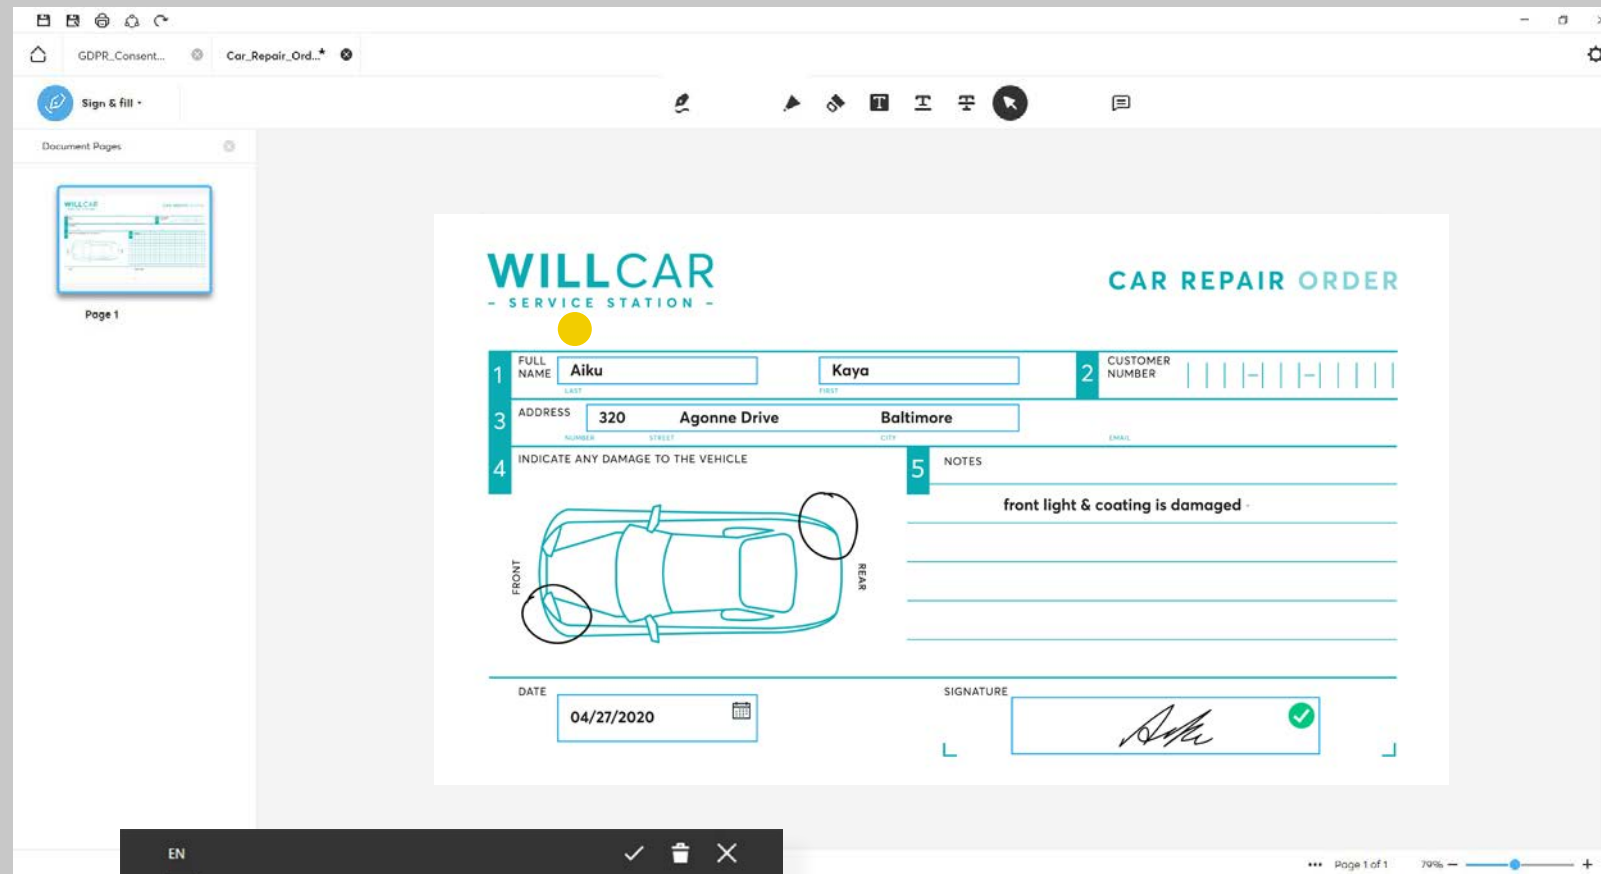 GDPR_Consent...
Car_Repair_Ord...*
Sign & fill
Document Pages
WILLCAR
Page 1
WILLCAR
- SERVICE STATION -
CAR REPAIR ORDER
1 FULL NAME Aiku Kaya
LAST FIRST
2 CUSTOMER NUMBER
3 ADDRESS 320 Agonne Drive Baltimore
NUMBER STREET CITY EMAIL
4 INDICATE ANY DAMAGE TO THE VEHICLE
5 NOTES
front light & coating is damaged
FRONT
REAR
DATE
04/27/2020
SIGNATURE
EN
Page 1 of 1
79%